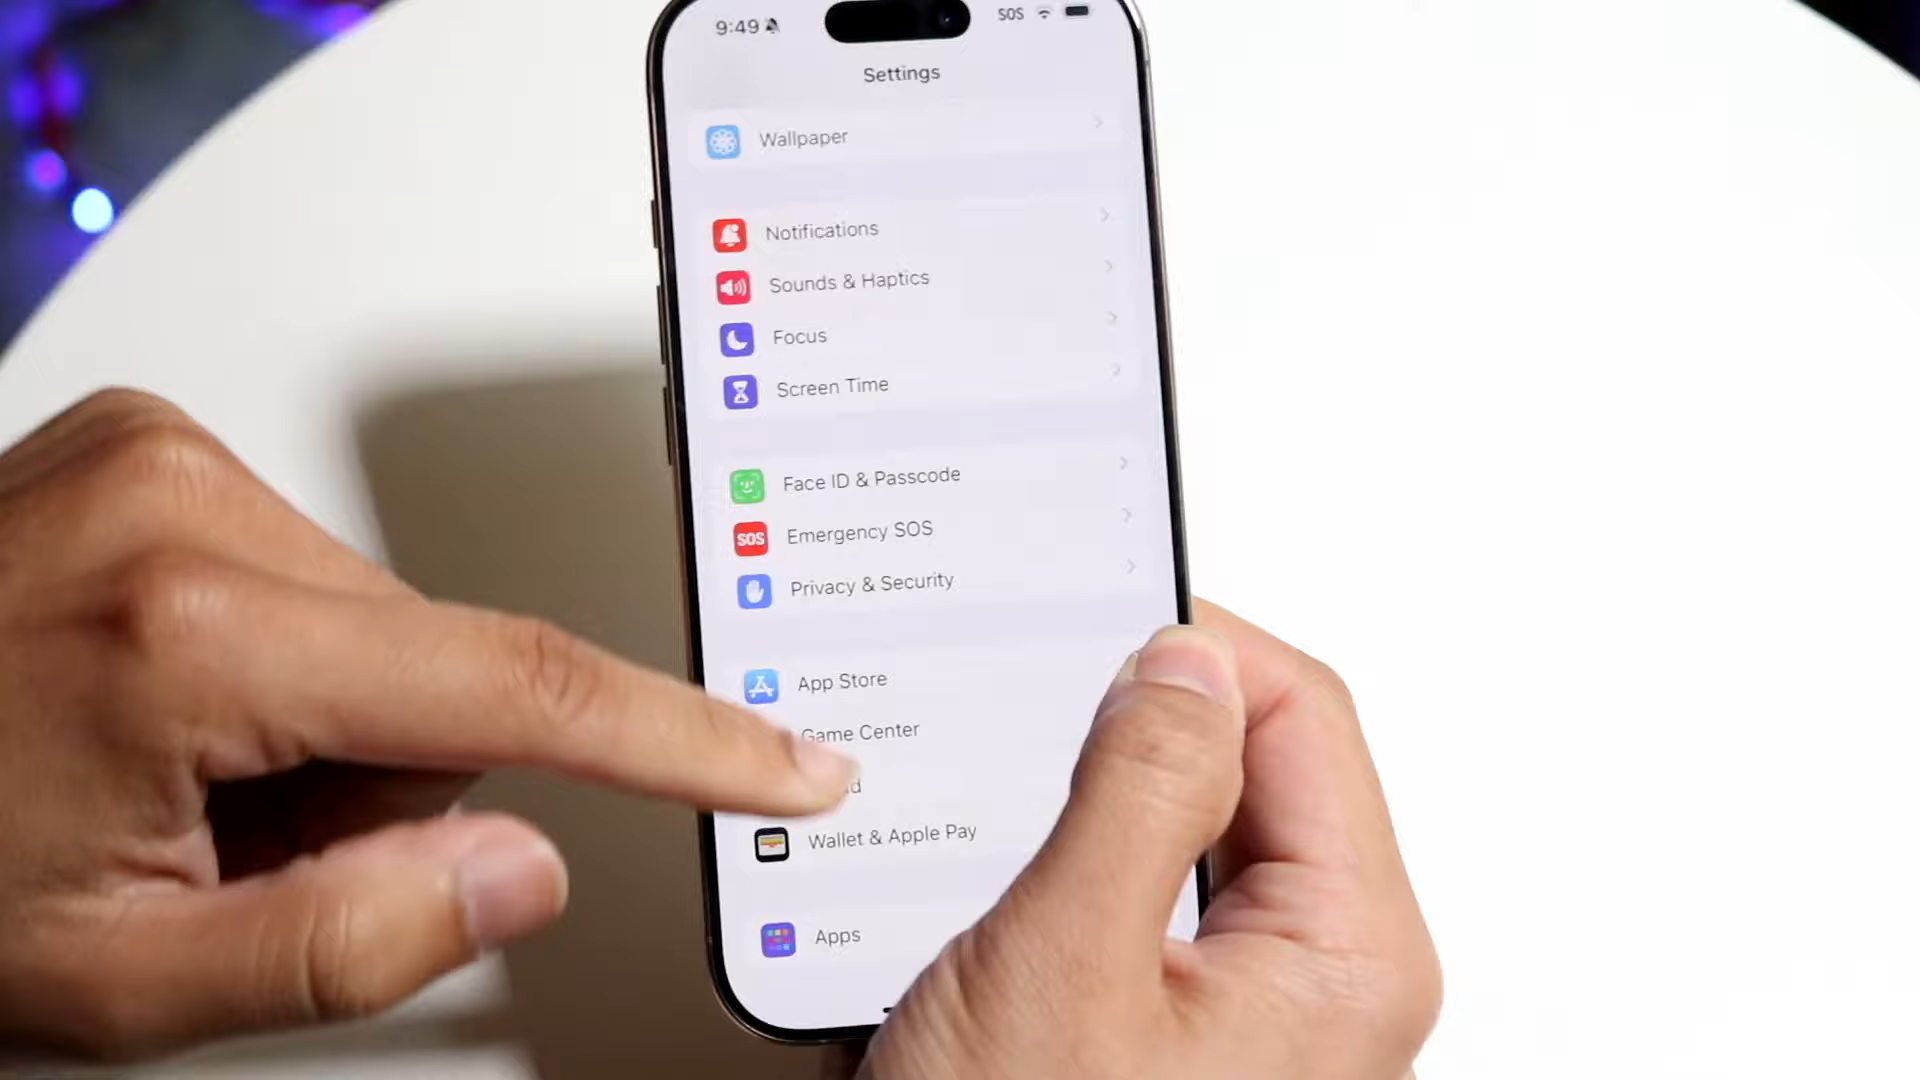 9:49
SOS
Settings
Wallpaper
Notifications
Sounds & Haptics
Focus
Screen Time
Face ID & Passcode
SOS Emergency SOS
Privacy & Security
App Store
Game Center
Wallet & Apple Pay
Apps